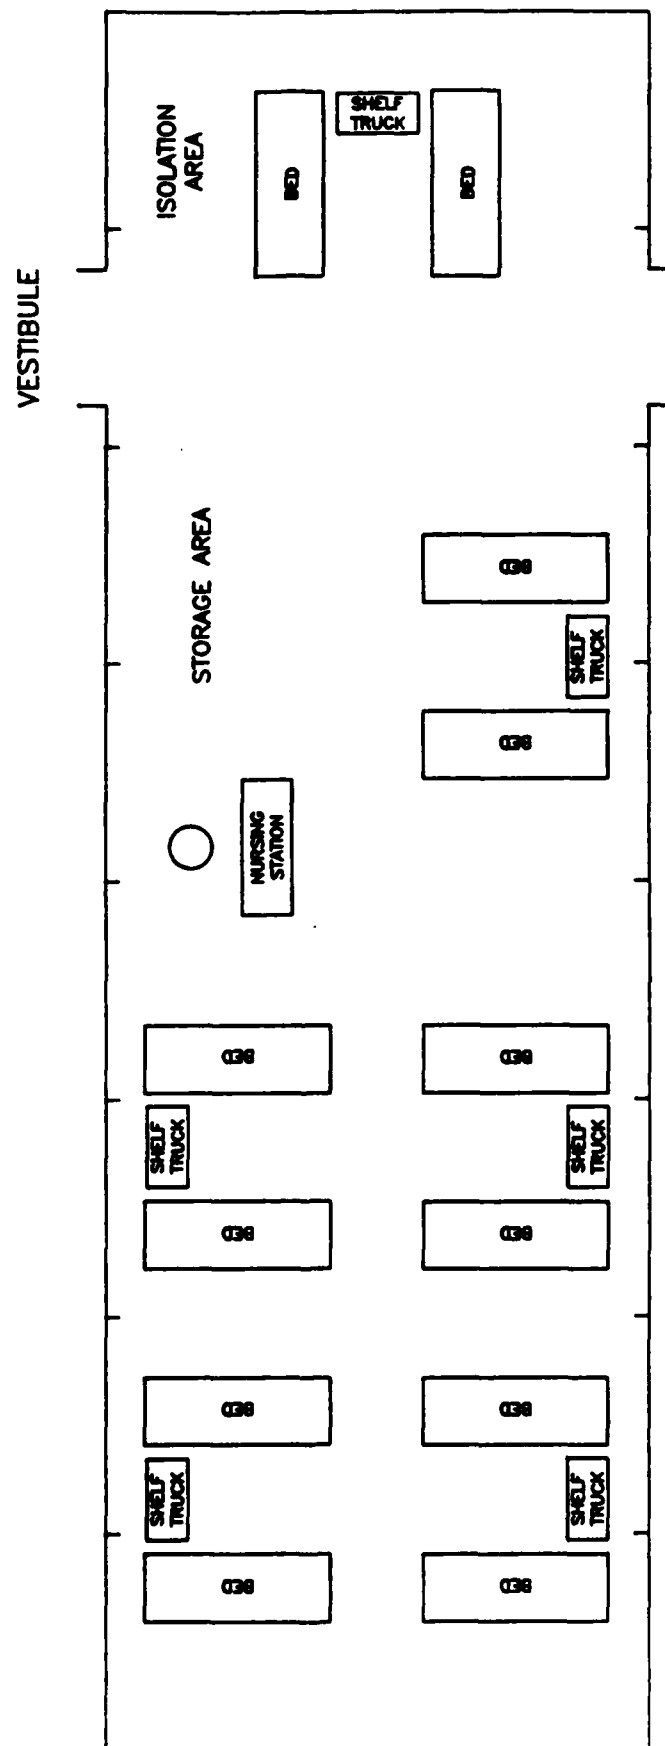 VESTIBULE
ISOLATION
AREA
BED
SHELF
TRUCK
BED
STORAGE AREA
BED
SHELF
TRUCK
BED
NURSING
STATION
BED
SHELF
TRUCK
BED
BED
SHELF
TRUCK
BED
BED
SHELF
TRUCK
BED
BED
SHELF
TRUCK
BED